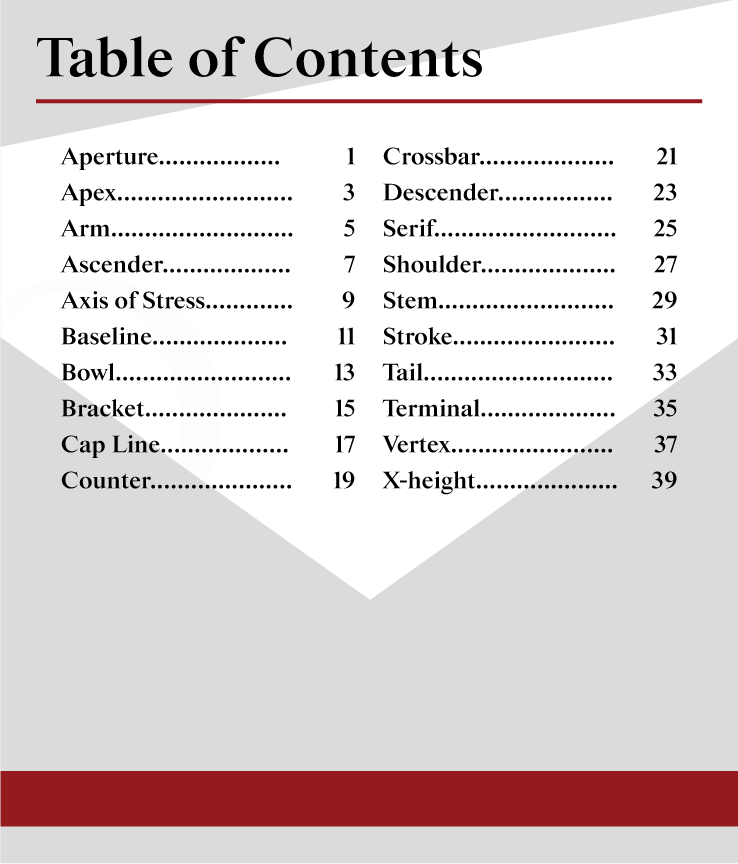 Table of Contents
Aperture.................. 1
Apex.......................... 3
Arm........................... 5
Ascender................... 7
Axis of Stress............. 9
Baseline.................... 11
Bowl.......................... 13
Bracket..................... 15
Cap Line................... 17
Counter..................... 19
Crossbar.................... 21
Descender................. 23
Serif........................... 25
Shoulder.................... 27
Stem.......................... 29
Stroke........................ 31
Tail............................ 33
Terminal.................... 35
Vertex........................ 37
X-height..................... 39